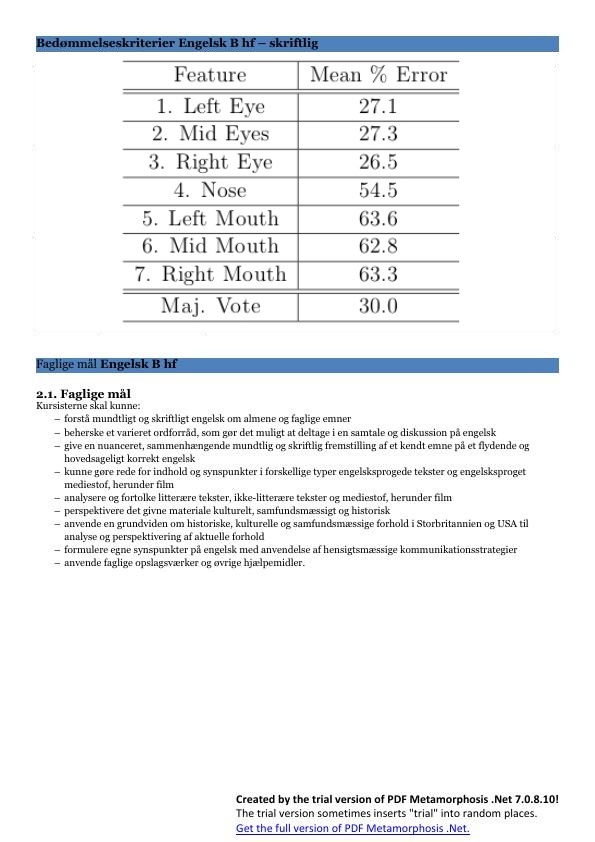 Bedømmelseskriterier Engelsk B hf – skriftlig
Feature Mean % Error
1. Left Eye 27.1
2. Mid Eyes 27.3
3. Right Eye 26.5
4. Nose 54.5
5. Left Mouth 63.6
6. Mid Mouth 62.8
7. Right Mouth 63.3
Maj. Vote 30.0
Faglige mål Engelsk B hf
2.1. Faglige mål
Kursisterne skal kunne:
– forstå mundtligt og skriftligt engelsk om almene og faglige emner
– beherske et varieret ordforråd, som gør det muligt at deltage i en samtale og diskussion på engelsk
– give en nuanceret, sammenhængende mundtlig og skriftlig fremstilling af et kendt emne på et flydende og
hovedsageligt korrekt engelsk
– kunne gøre rede for indhold og synspunkter i forskellige typer engelsksprogede tekster og engelsksproget
mediestof, herunder film
– analysere og fortolke litterære tekster, ikke-litterære tekster og mediestof, herunder film
– perspektivere det givne materiale kulturelt, samfundsmæssigt og historisk
– anvende en grundviden om historiske, kulturelle og samfundsmæssige forhold i Storbritannien og USA til
analyse og perspektivering af aktuelle forhold
– formulere egne synspunkter på engelsk med anvendelse af hensigtsmæssige kommunikationsstrategier
– anvende faglige opslagsværker og øvrige hjælpemidler.
Created by the trial version of PDF Metamorphosis .Net 7.0.8.10!
The trial version sometimes inserts "trial" into random places.
Get the full version of PDF Metamorphosis .Net.